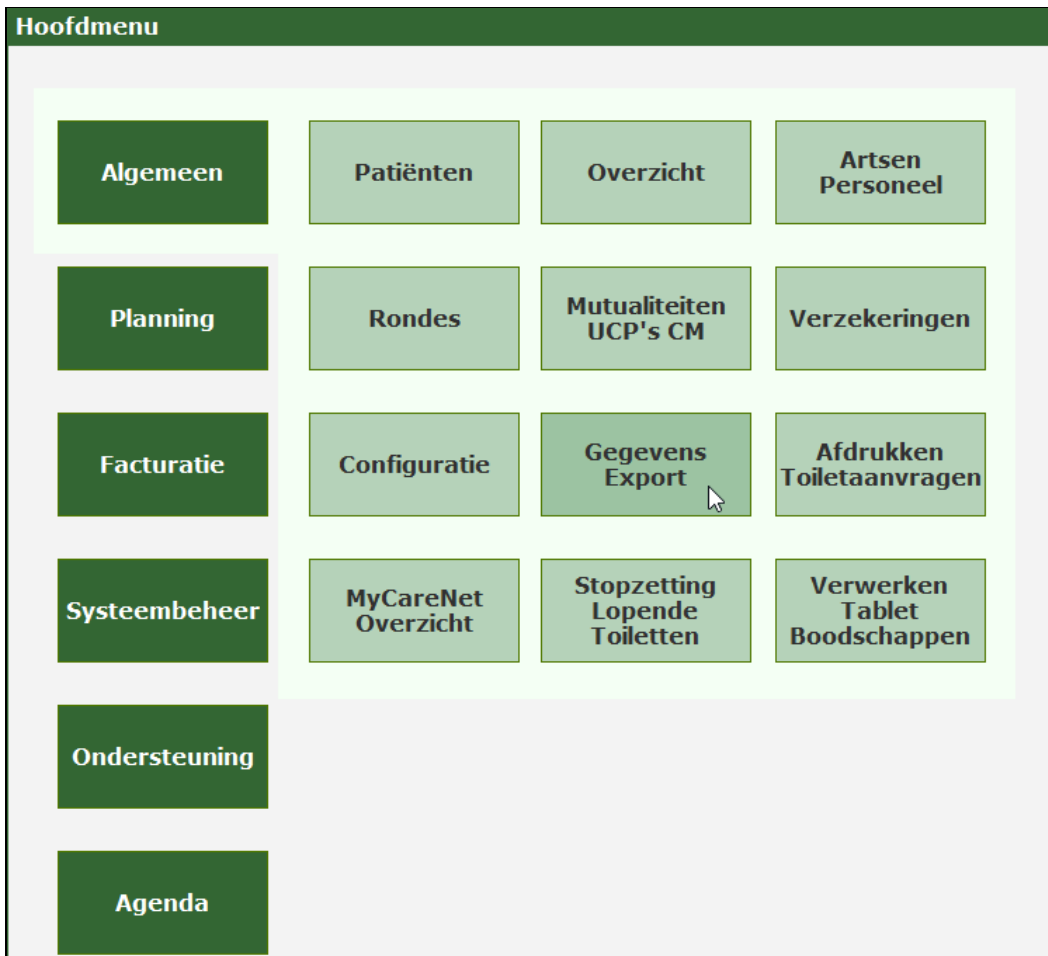 Hoofdmenu
Algemeen
Patiënten
Overzicht
Artsen
Personeel
Planning
Rondes
Mutualiteiten
UCP's CM
Verzekeringen
Facturatie
Configuratie
Gegevens
Export
Afdrukken
Toiletaanvragen
Systeembeheer
MyCareNet
Overzicht
Stopzetting
Lopende
Toiletten
Verwerken
Tablet
Boodschappen
Ondersteuning
Agenda